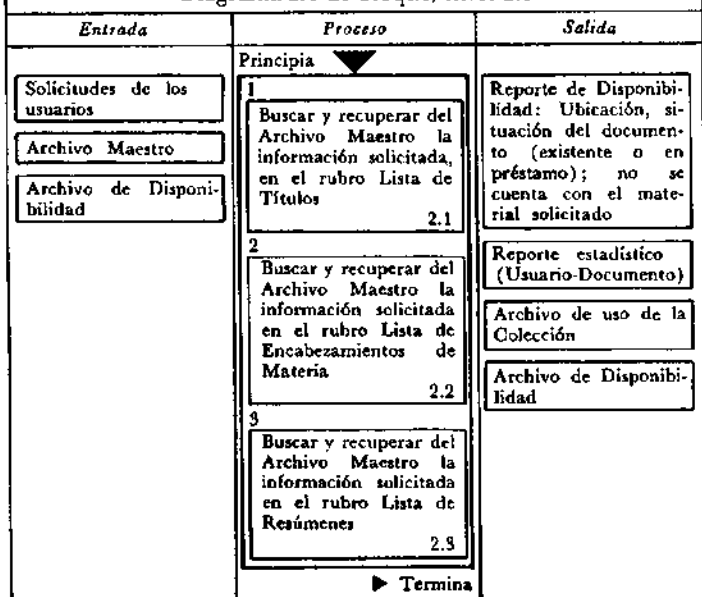 Entrada
Proceso
Salida
Solicitudes de los
usuarios
Archivo Maestro
Archivo de Disponi-
bilidad
Principia
1
Buscar y recuperar del
Archivo Maestro la
información solicitada,
en el rubro Lista de
Títulos
2.1
2
Buscar y recuperar del
Archivo Maestro la
información solicitada
en el rubro Lista de
Encabezamientos de
Materia
2.2
3
Buscar y recuperar del
Archivo Maestro la
información solicitada
en el rubro Lista de
Resúmenes
2.3
Termina
Reporte de Disponibi-
lidad: Ubicación, si-
tuación del documen-
to (existente o en
préstamo); no se
cuenta con el mate-
rial solicitado
Reporte estadístico
(Usuario-Documento)
Archivo de uso de la
Colección
Archivo de Disponibi-
lidad